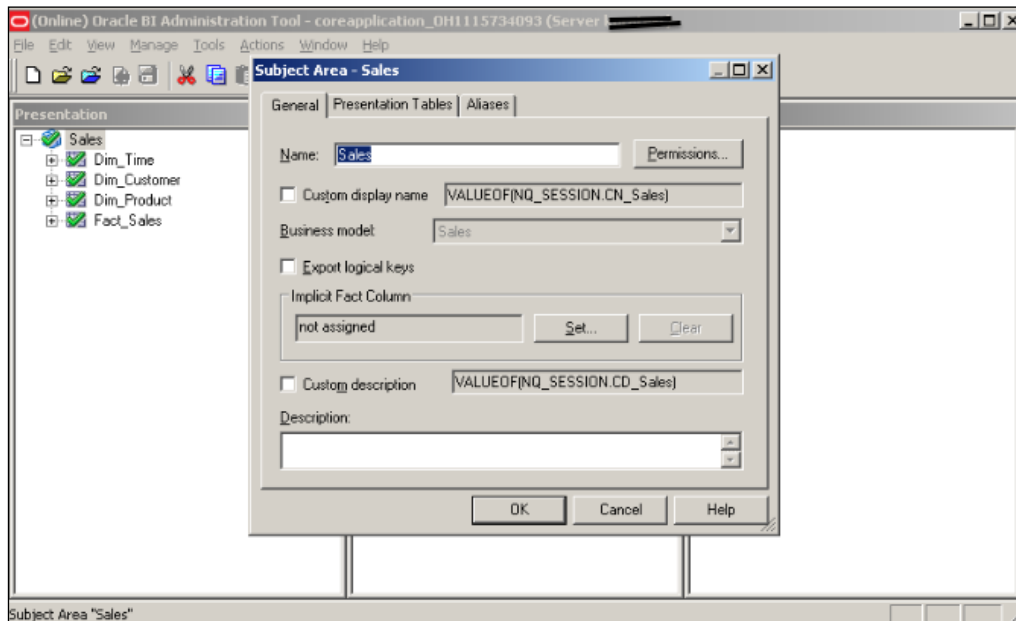 (Online) Oracle BI Administration Tool - coreapplication_OH1115734093 (Server
File Edit View Manage Tools Actions Window Help
Subject Area - Sales
General Presentation Tables Aliases
Presentation
Sales
Dim_Time
Dim_Customer
Dim_Product
Fact_Sales
Name: Sales Permissions...
Custom display name VALUEOF(NQ_SESSION.CN_Sales)
Business model: Sales
Export logical keys
Implicit Fact Column
not assigned Set... Clear
Custom description VALUEOF(NQ_SESSION.CD_Sales)
Description:
OK Cancel Help
Subject Area "Sales"